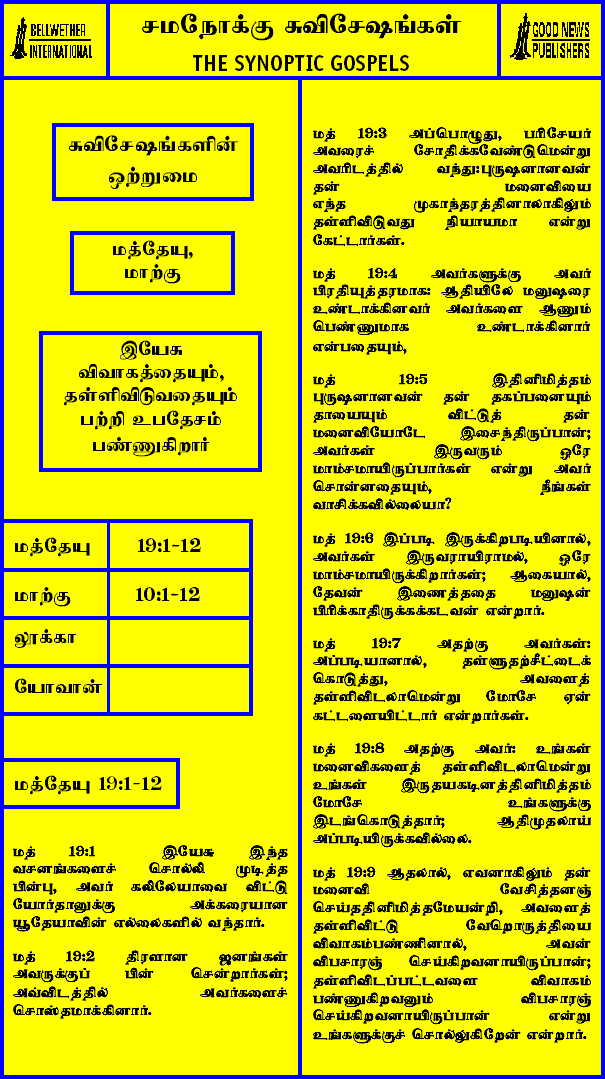 BELLWETHER
INTERNATIONAL
சமநோக்கு சுவிசேஷங்கள்
THE SYNOPTIC GOSPELS
GOOD NEWS
PUBLISHERS
சுவிசேஷங்களின்
ஒற்றுமை
மத்தேயு,
மாற்கு
இயேசு
விவாகத்தையும்,
தள்ளிவிடுவதையும்
பற்றி உபதேசம்
பண்ணுகிறார்
மத்தேயு 19:1-12
மாற்கு 10:1-12
லூக்கா
யோவான்
மத்தேயு 19:1-12
மத் 19:1 இயேசு இந்த
வசனங்களைச் சொல்லி முடித்த
பின்பு, அவர் கலிலேயாவை விட்டு
யோர்தானுக்கு அக்கரையான
யூதேயாவின் எல்லைகளில் வந்தார்.
மத் 19:2 திரளான ஜனங்கள்
அவருக்குப் பின் சென்றார்கள்;
அவ்விடத்தில் அவர்களைச்
சொஸ்தமாக்கினார்.
மத் 19:3 அப்பொழுது, பரிசேயர்
அவரைச் சோதிக்கவேண்டுமென்று
அவரிடத்தில் வந்து:புருஷனானவன்
தன் மனைவியை
எந்த முகாந்தரத்தினாலாகிலும்
தள்ளிவிடுவது நியாயமா என்று
கேட்டார்கள்.
மத் 19:4 அவர்களுக்கு அவர்
பிரதியுத்தரமாக: ஆதியிலே மனுஷரை
உண்டாக்கினவர் அவர்களை ஆணும்
பெண்ணுமாக உண்டாக்கினார்
என்பதையும்,
மத் 19:5 இதினிமித்தம்
புருஷனானவன் தன் தகப்பனையும்
தாயையும் விட்டுத் தன்
மனைவியோடே இசைந்திருப்பான்;
அவர்கள் இருவரும் ஒரே
மாம்சமாயிருப்பார்கள் என்று அவர்
சொன்னதையும், நீங்கள்
வாசிக்கவில்லையா?
மத் 19:6 இப்படி இருக்கிறபடியினால்,
அவர்கள் இருவராயிராமல், ஒரே
மாம்சமாயிருக்கிறார்கள்; ஆகையால்,
தேவன் இணைத்ததை மனுஷன்
பிரிக்காதிருக்கக்கடவன் என்றார்.
மத் 19:7 அதற்கு அவர்கள்:
அப்படியானால், தள்ளுதற்சீட்டைக்
கொடுத்து, அவளைத்
தள்ளிவிடலாமென்று மோசே ஏன்
கட்டளையிட்டார் என்றார்கள்.
மத் 19:8 அதற்கு அவர்: உங்கள்
மனைவிகளைத் தள்ளிவிடலாமென்று
உங்கள் இருதயகடினத்தினிமித்தம்
மோசே உங்களுக்கு
இடங்கொடுத்தார்; ஆதிமுதலாய்
அப்படியிருக்கவில்லை.
மத் 19:9 ஆதலால், எவனாகிலும் தன்
மனைவி வேசித்தனஞ்
செய்ததினிமித்தமேயன்றி, அவளைத்
தள்ளிவிட்டு வேறொருத்தியை
விவாகம்பண்ணினால், அவன்
விபசாரஞ் செய்கிறவனாயிருப்பான்;
தள்ளிவிடப்பட்டவளை விவாகம்
பண்ணுகிறவனும் விபசாரஞ்
செய்கிறவனாயிருப்பான் என்று
உங்களுக்குச் சொல்லுகிறேன் என்றார்.